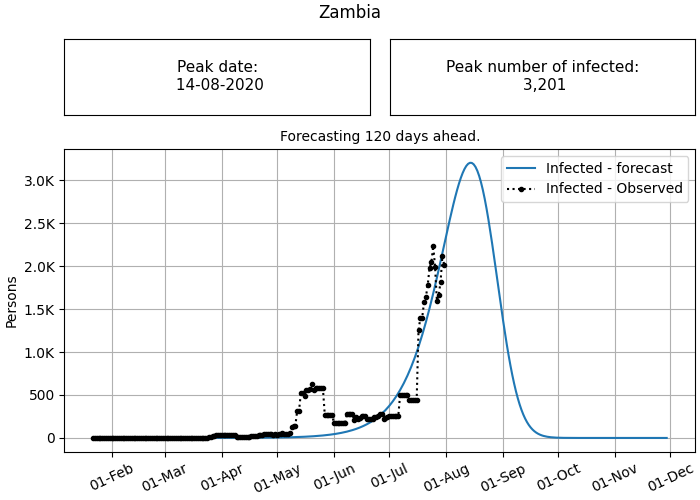 Zambia
Peak date:
14-08-2020
Peak number of infected:
3,201
Forecasting 120 days ahead.
Infected - forecast
Infected - Observed
Persons
3.0K
2.5K
2.0K
1.5K
1.0K
500
0
01-Feb
01-Mar
01-Apr
01-May
01-Jun
01-Jul
01-Aug
01-Sep
01-Oct
01-Nov
01-Dec